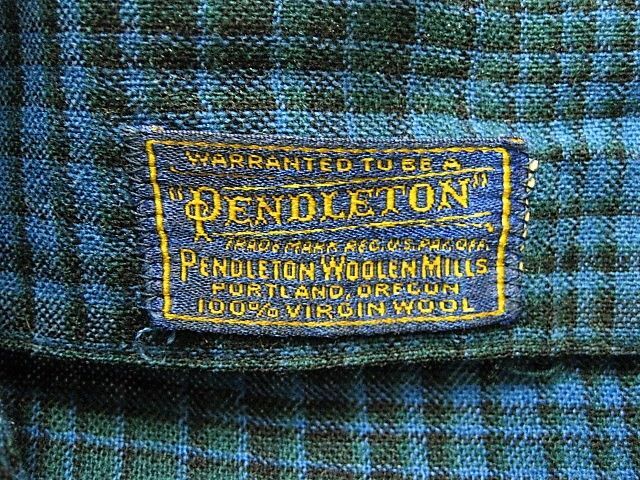 WARRANTED TO BE A
"PENDLETON"
TRADE MARK REG. U.S. PAT. OFF.
PENDLETON WOOLEN MILLS
PORTLAND, OREGON
100% VIRGIN WOOL